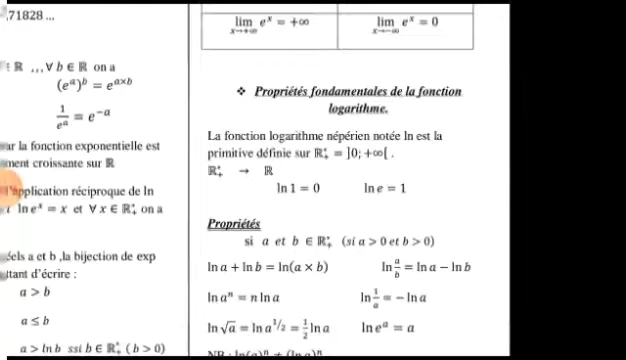 ,71828 ...
∈ ℝ ,,, ∀ b ∈ ℝ on a
(e^a)^b = e^{a×b}
1/e^a = e^{-a}
la fonction exponentielle est
croissante sur ℝ
l'application réciproque de ln
ln e^x = x et ∀ x ∈ ℝ*₊ on a
a et b ,la bijection de exp
d'écrire :
a > b
a ≤ b
a > ln b ssi b ∈ ℝ*₊ ( b > 0)
lim x→+∞ e^x = +∞
lim x→−∞ e^x = 0
❖ Propriétés fondamentales de la fonction
logarithme.
La fonction logarithme népérien notée ln est la
primitive définie sur ℝ*₊ = ]0; +∞[ .
ℝ*₊ → ℝ
ln 1 = 0 ln e = 1
Propriétés
si a et b ∈ ℝ*₊ (si a > 0 et b > 0)
ln a + ln b = ln(a × b) ln a/b = ln a − ln b
ln a^n = n ln a ln 1/a = − ln a
ln √a = ln a^{1/2} = 1/2 ln a ln e^a = a
NB : ln(a)^n ≠ (ln a)^n